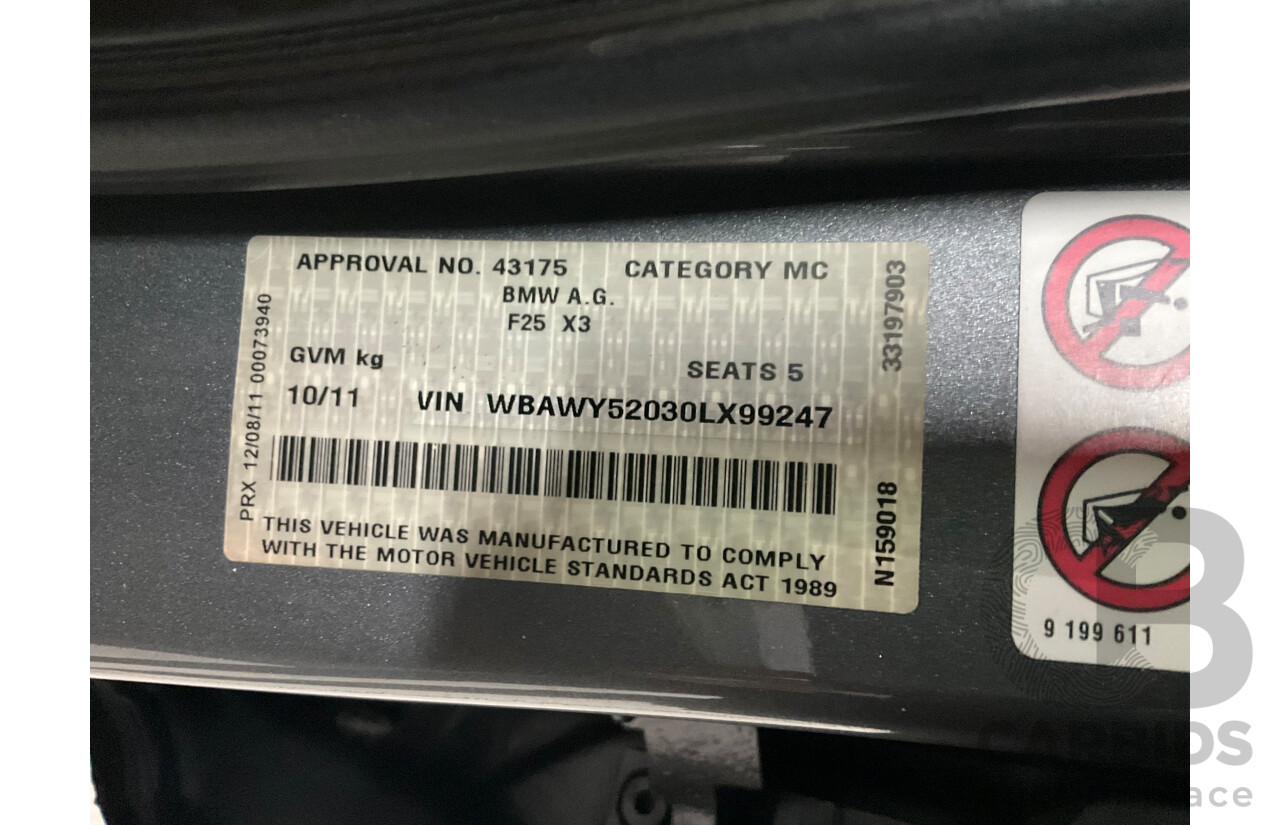 APPROVAL NO. 43175 CATEGORY MC
BMW A.G.
F25 X3
GVM kg SEATS 5
10/11 VIN WBAWY52030LX99247
THIS VEHICLE WAS MANUFACTURED TO COMPLY
WITH THE MOTOR VEHICLE STANDARDS ACT 1989
PRX 12/08/11 00073940
33197903
N159018
9 199 611